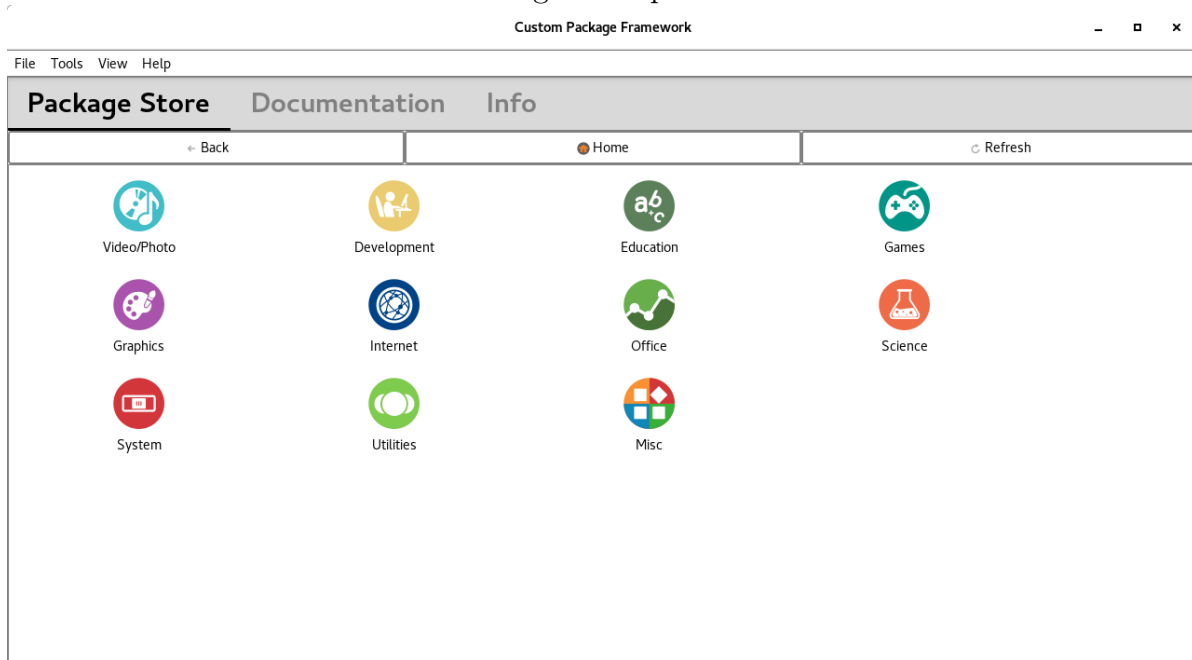 Custom Package Framework
File Tools View Help
Package Store Documentation Info
← Back Home Refresh
Video/Photo Development Education Games
Graphics Internet Office Science
System Utilities Misc